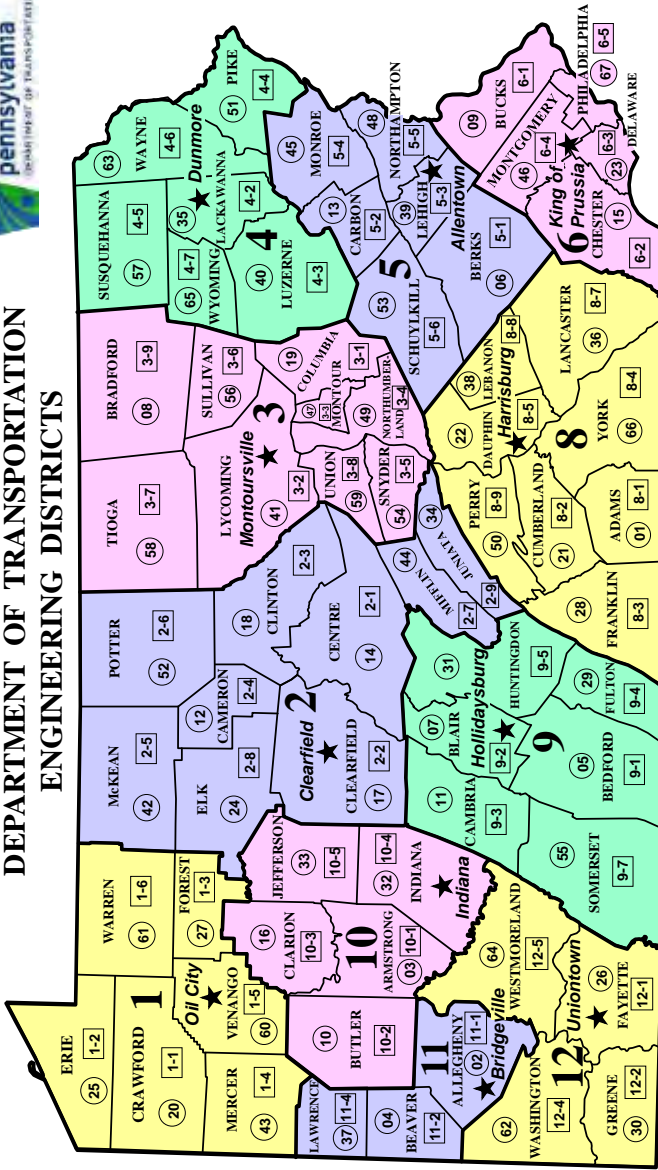 pennsylvania
DEPARTMENT OF TRANSPORTATION
DEPARTMENT OF TRANSPORTATION
ENGINEERING DISTRICTS
ERIE
25 1-2
CRAWFORD
20 1-1
MERCER
43 1-4
VENANGO
60 1-5
WARREN
61 1-6
FOREST
27 1-3
1
Oil City
McKEAN
42 2-5
POTTER
52 2-6
ELK
24 2-8
CAMERON
12 2-4
CLINTON
18 2-3
CENTRE
14 2-1
CLEARFIELD
17 2-2
MIFFLIN
44 2-7
JUNIATA
34 2-9
2
Clearfield
TIOGA
58 3-7
BRADFORD
08 3-9
SULLIVAN
56 3-6
LYCOMING
41 3-2
COLUMBIA
19 3-1
MONTOUR
47 3-3
NORTHUMBER-
LAND
49 3-4
UNION
59 3-8
SNYDER
54 3-5
3
Montoursville
SUSQUEHANNA
57 4-5
WAYNE
63 4-6
PIKE
51 4-4
WYOMING
65 4-7
LACKAWANNA
35 4-2
LUZERNE
40 4-3
4
Dunmore
MONROE
45 5-4
CARBON
13 5-2
NORTHAMPTON
48 5-5
LEHIGH
39 5-3
SCHUYLKILL
53 5-6
BERKS
06 5-1
5
Allentown
BUCKS
09 6-1
MONTGOMERY
46 6-4
PHILADELPHIA
67 6-5
DELAWARE
23 6-3
CHESTER
15 6-2
6
King of
Prussia
LANCASTER
36 8-7
LEBANON
38 8-8
DAUPHIN
22 8-5
PERRY
50 8-9
CUMBERLAND
21 8-2
YORK
66 8-4
ADAMS
01 8-1
FRANKLIN
28 8-3
8
Harrisburg
HUNTINGDON
31 9-5
BLAIR
07 9-2
CAMBRIA
11 9-3
FULTON
29 9-4
BEDFORD
05 9-1
SOMERSET
55 9-7
9
Hollidaysburg
JEFFERSON
33 10-5
CLARION
16 10-3
INDIANA
32 10-4
ARMSTRONG
03 10-1
BUTLER
10 10-2
10
Indiana
LAWRENCE
37 11-4
BEAVER
04 11-2
ALLEGHENY
02 11-1
11
Bridgeville
WESTMORELAND
64 12-5
WASHINGTON
62 12-4
GREENE
30 12-2
FAYETTE
26 12-1
12
Uniontown